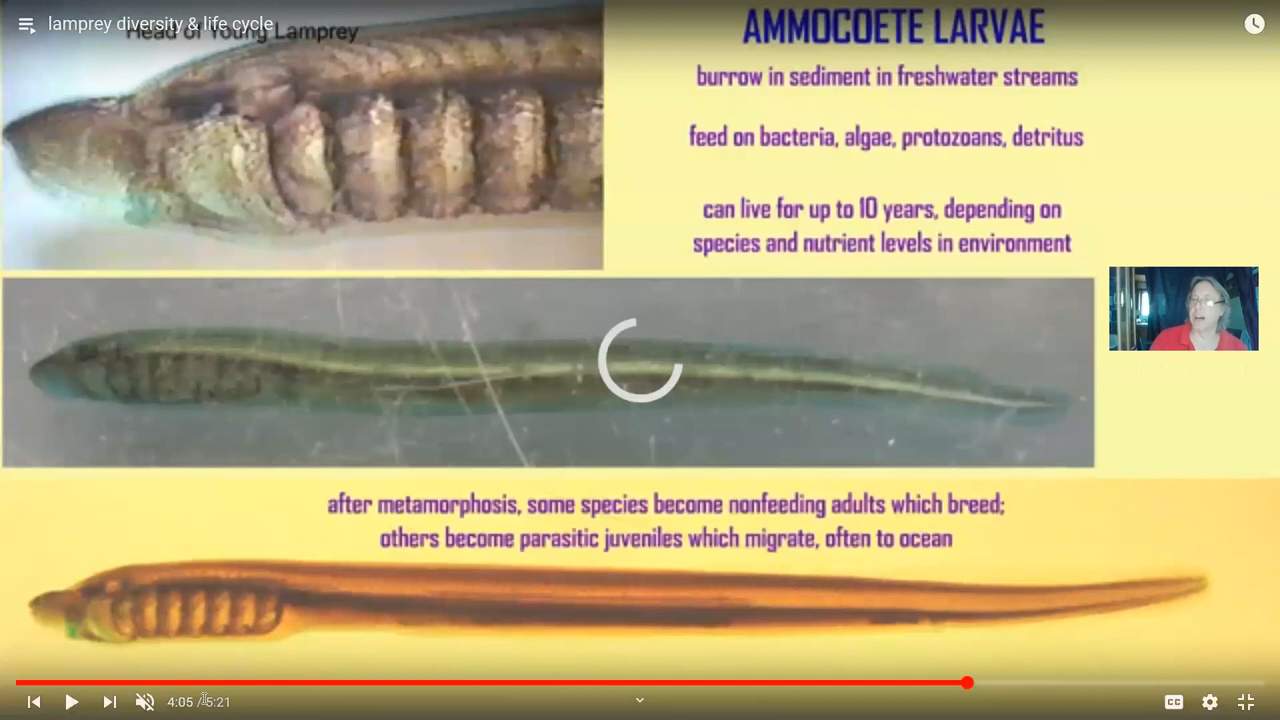 lamprey diversity & life cycle
Head of Young Lamprey
AMMOCOETE LARVAE
burrow in sediment in freshwater streams
feed on bacteria, algae, protozoans, detritus
can live for up to 10 years, depending on
species and nutrient levels in environment
after metamorphosis, some species become nonfeeding adults which breed;
others become parasitic juveniles which migrate, often to ocean
4:05 / 5:21
CC